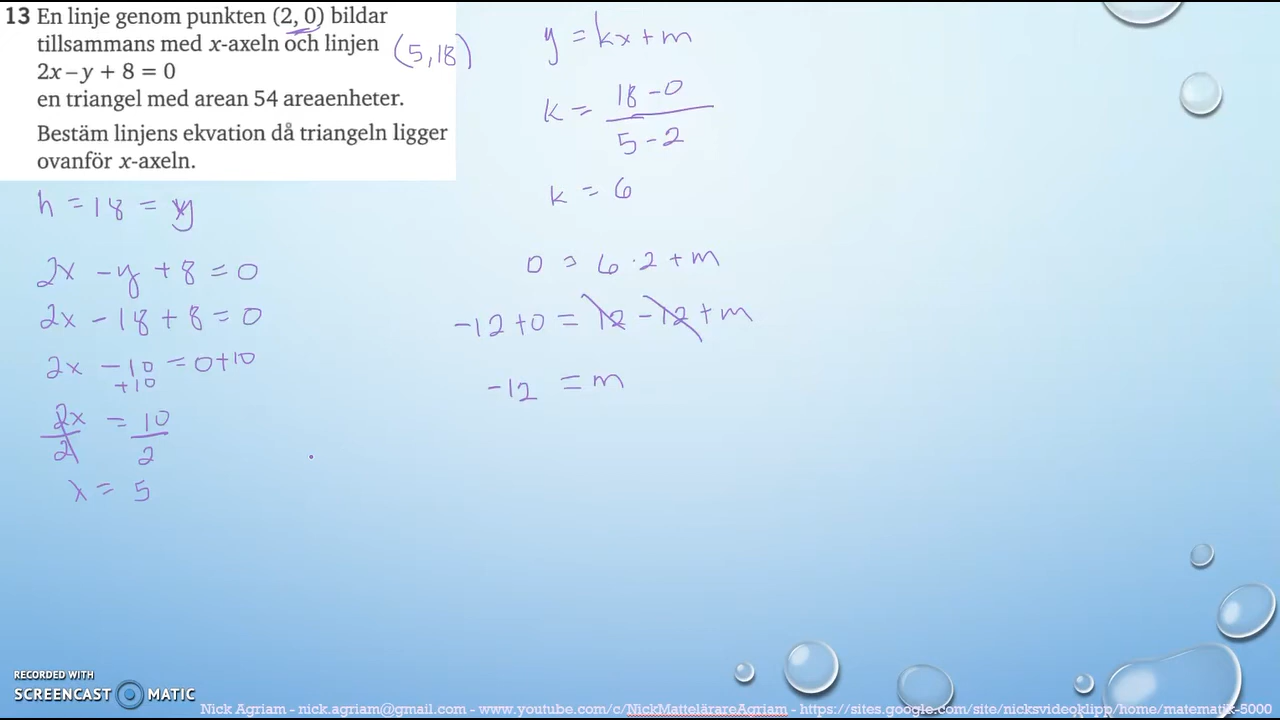 13 En linje genom punkten (2, 0) bildar
tillsammans med x-axeln och linjen
2x – y + 8 = 0
en triangel med arean 54 areaenheter.
Bestäm linjens ekvation då triangeln ligger
ovanför x-axeln.
(5,18)
h = 18 = y
2x - y + 8 = 0
2x - 18 + 8 = 0
2x - 10 = 0+10
+10
2x/2 = 10/2
x = 5
y = kx + m
k = (18 - 0)/(5 - 2)
k = 6
0 = 6 · 2 + m
-12 + 0 = 12 - 12 + m
-12 = m
RECORDED WITH
SCREENCAST MATIC
Nick Agriam - nick.agriam@gmail.com - www.youtube.com/c/NickMattelärareAgriam - https://sites.google.com/site/nicksvideoklipp/home/matematik-5000